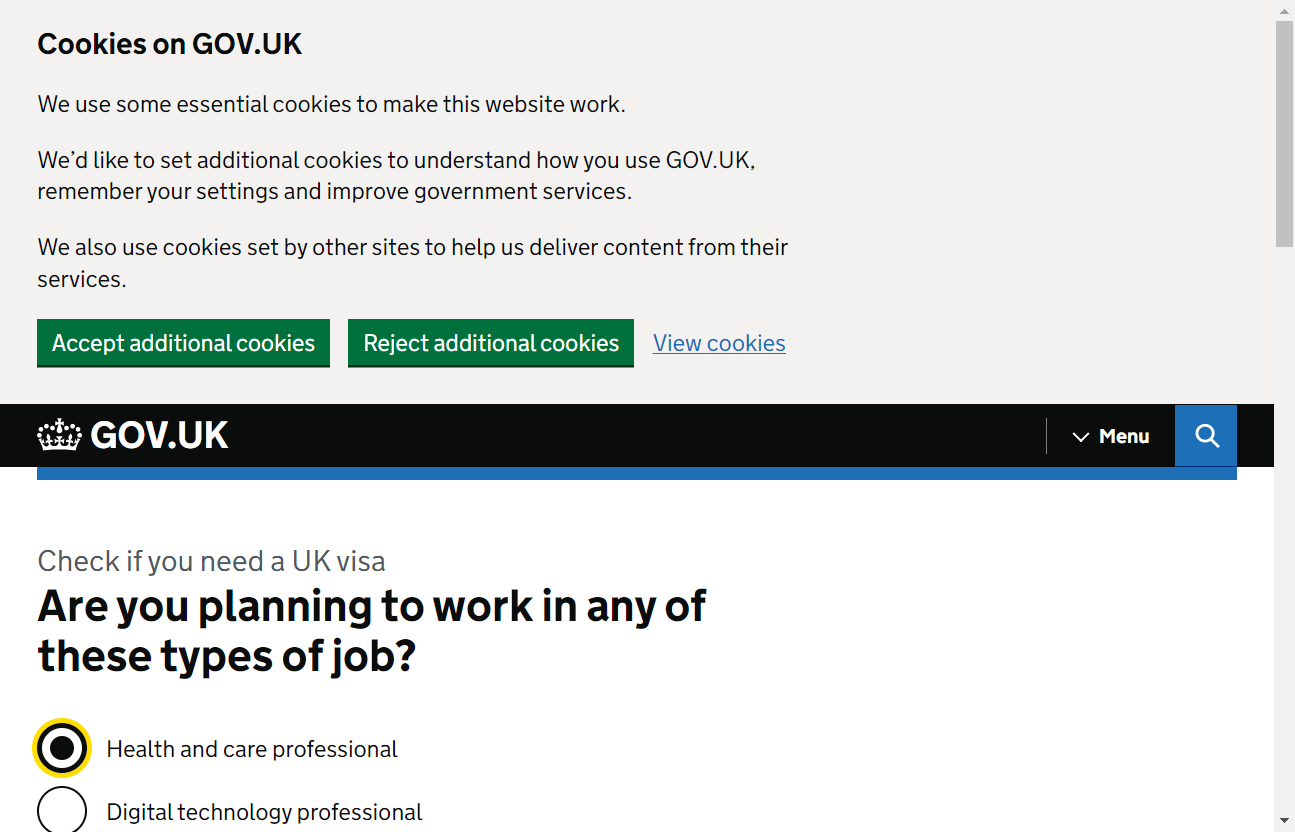 Cookies on GOV.UK
We use some essential cookies to make this website work.
We’d like to set additional cookies to understand how you use GOV.UK,
remember your settings and improve government services.
We also use cookies set by other sites to help us deliver content from their
services.
Accept additional cookies Reject additional cookies View cookies
GOV.UK Menu
Check if you need a UK visa
Are you planning to work in any of
these types of job?
Health and care professional
Digital technology professional